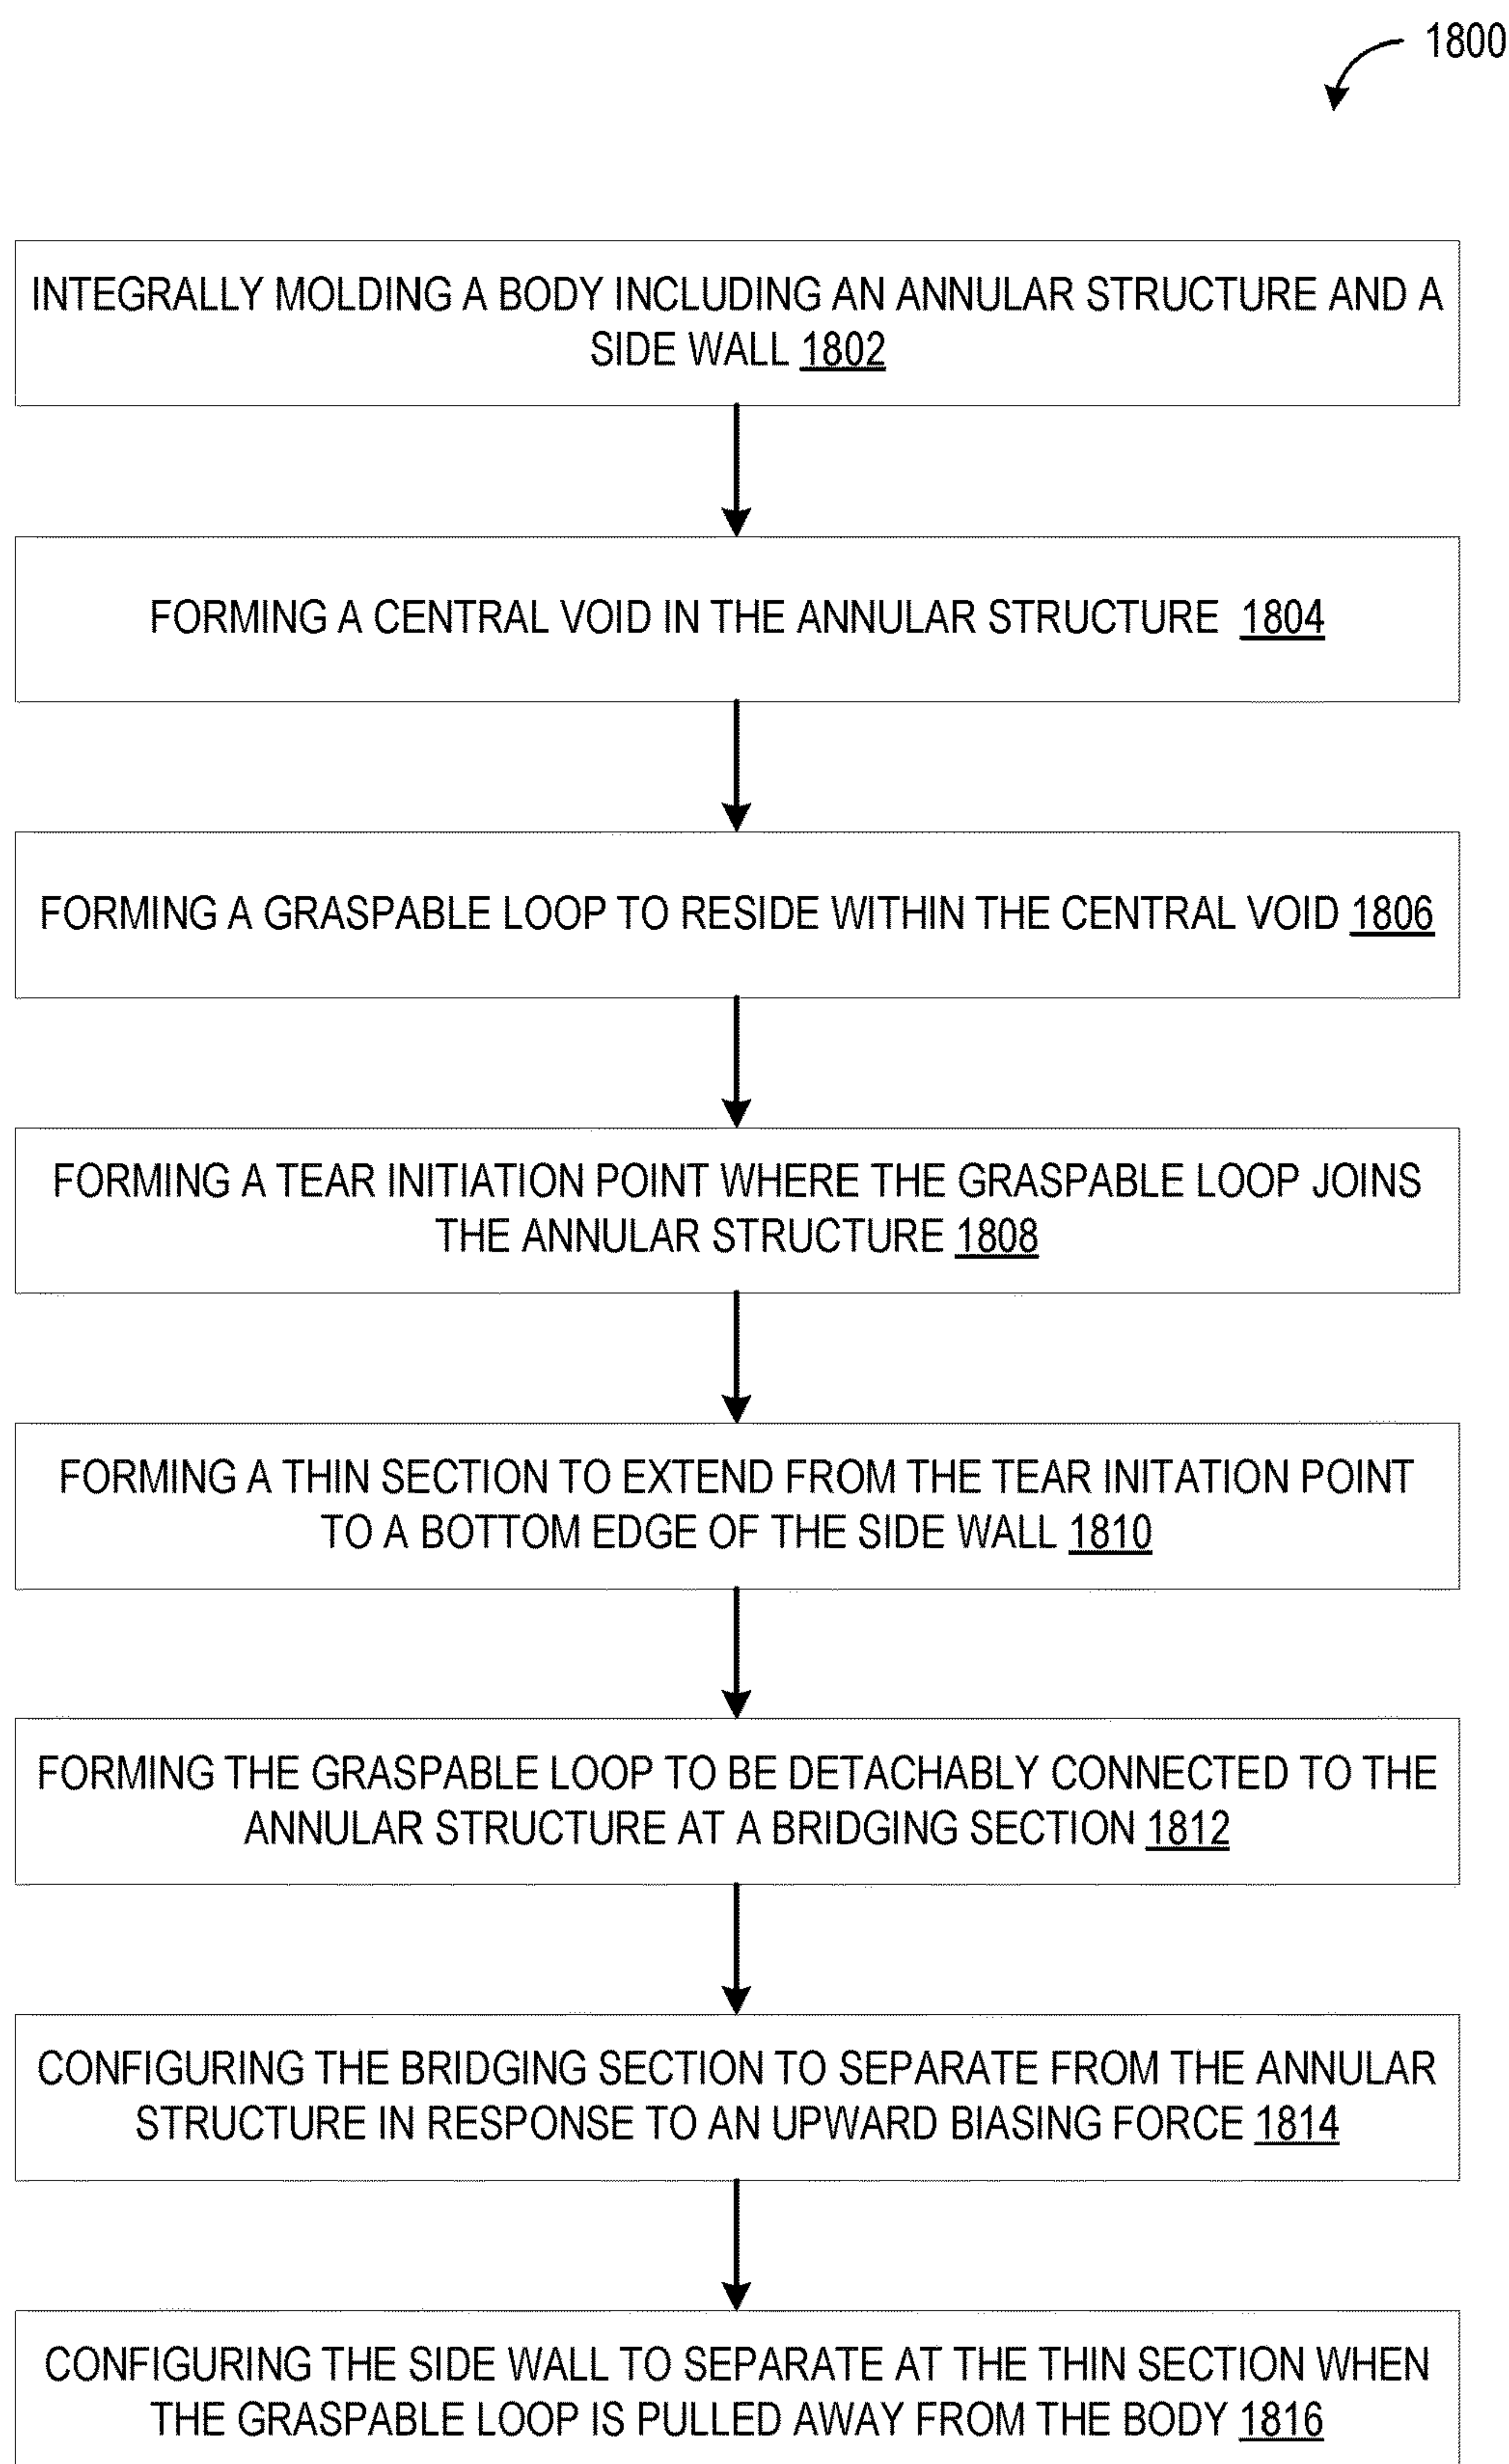 1800
INTEGRALLY MOLDING A BODY INCLUDING AN ANNULAR STRUCTURE AND A
SIDE WALL 1802
FORMING A CENTRAL VOID IN THE ANNULAR STRUCTURE 1804
FORMING A GRASPABLE LOOP TO RESIDE WITHIN THE CENTRAL VOID 1806
FORMING A TEAR INITIATION POINT WHERE THE GRASPABLE LOOP JOINS
THE ANNULAR STRUCTURE 1808
FORMING A THIN SECTION TO EXTEND FROM THE TEAR INITATION POINT
TO A BOTTOM EDGE OF THE SIDE WALL 1810
FORMING THE GRASPABLE LOOP TO BE DETACHABLY CONNECTED TO THE
ANNULAR STRUCTURE AT A BRIDGING SECTION 1812
CONFIGURING THE BRIDGING SECTION TO SEPARATE FROM THE ANNULAR
STRUCTURE IN RESPONSE TO AN UPWARD BIASING FORCE 1814
CONFIGURING THE SIDE WALL TO SEPARATE AT THE THIN SECTION WHEN
THE GRASPABLE LOOP IS PULLED AWAY FROM THE BODY 1816